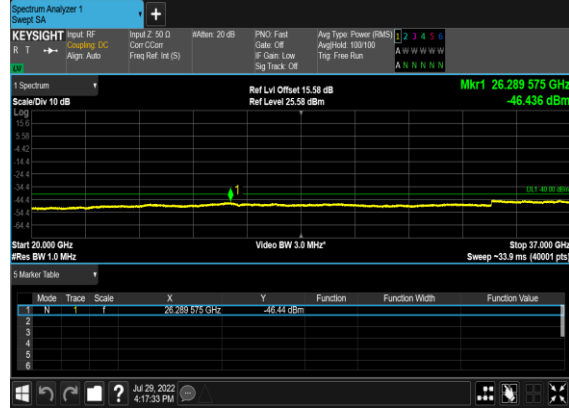 Spectrum Analyzer 1
Swept SA
+
KEYSIGHT Input: RF Input Z: 50 Ω #Atten: 20 dB PNO: Fast Avg Type: Power (RMS) 1 2 3 4 5 6
R T Coupling: DC Corr CCorr Gate: Off Avg|Hold: 100/100 A W W W W W
Align: Auto Freq Ref: Int (S) IF Gain: Low Trig: Free Run
Sig Track: Off A N N N N N
1 Spectrum Ref Lvl Offset 15.58 dB Mkr1 26.289 575 GHz
Scale/Div 10 dB Ref Level 25.58 dBm -46.436 dBm
Log
15.6
5.58
-4.42
-14.4
-24.4
-34.4
1
DL1 -40.00 dBm
-44.4
-54.4
-64.4
Start 20.000 GHz Video BW 3.0 MHz* Stop 37.000 GHz
#Res BW 1.0 MHz Sweep ~33.9 ms (40001 pts)
5 Marker Table
Mode Trace Scale X Y Function Function Width Function Value
1 N 1 f 26.289 575 GHz -46.44 dBm
2
3
4
5
6
? Jul 29, 2022
4:17:33 PM